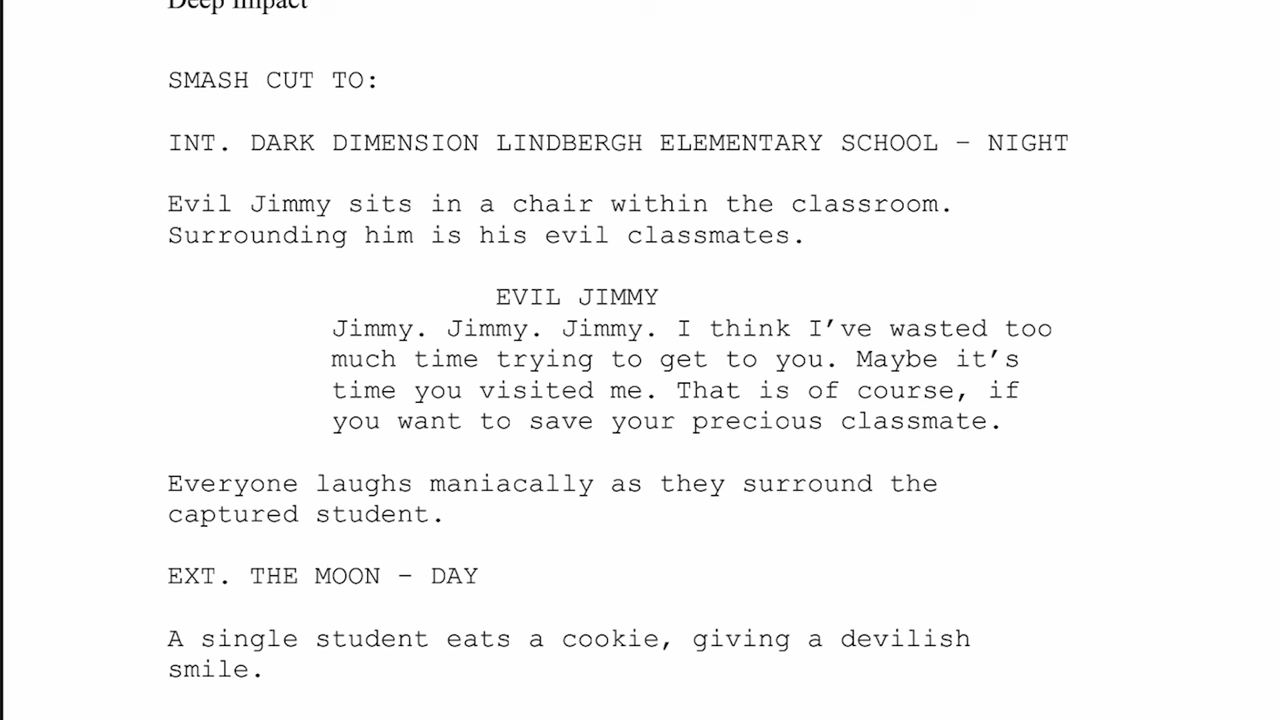 Deep Impact
SMASH CUT TO:
INT. DARK DIMENSION LINDBERGH ELEMENTARY SCHOOL – NIGHT
Evil Jimmy sits in a chair within the classroom.
Surrounding him is his evil classmates.
EVIL JIMMY
Jimmy. Jimmy. Jimmy. I think I’ve wasted too
much time trying to get to you. Maybe it’s
time you visited me. That is of course, if
you want to save your precious classmate.
Everyone laughs maniacally as they surround the
captured student.
EXT. THE MOON – DAY
A single student eats a cookie, giving a devilish
smile.